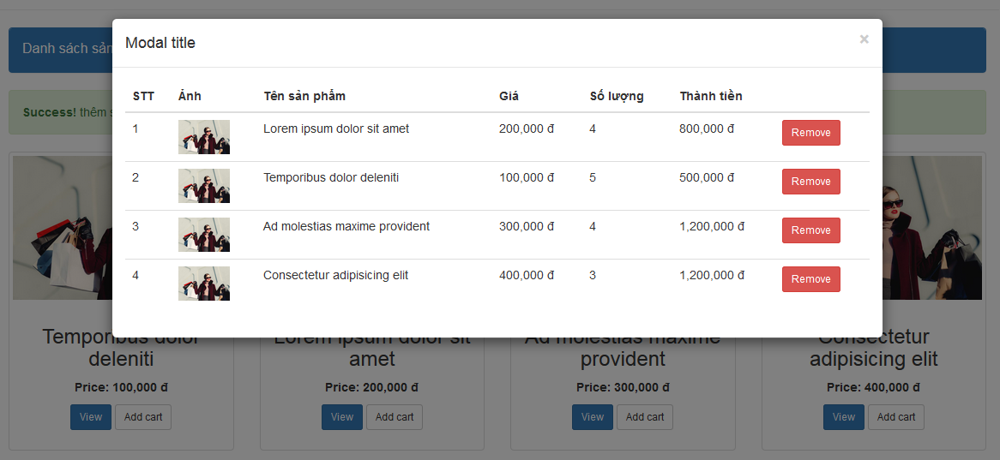 Modal title ×
STT Ảnh Tên sản phẩm Giá Số lượng Thành tiền
1 Lorem ipsum dolor sit amet 200,000 đ 4 800,000 đ Remove
2 Temporibus dolor deleniti 100,000 đ 5 500,000 đ Remove
3 Ad molestias maxime provident 300,000 đ 4 1,200,000 đ Remove
4 Consectetur adipisicing elit 400,000 đ 3 1,200,000 đ Remove
Danh sách sản
Success! thêm
Temporibus dolor
deleniti
Price: 100,000 đ
View Add cart
Lorem ipsum dolor sit
amet
Price: 200,000 đ
View Add cart
Ad molestias maxime
provident
Price: 300,000 đ
View Add cart
Consectetur
adipisicing elit
Price: 400,000 đ
View Add cart